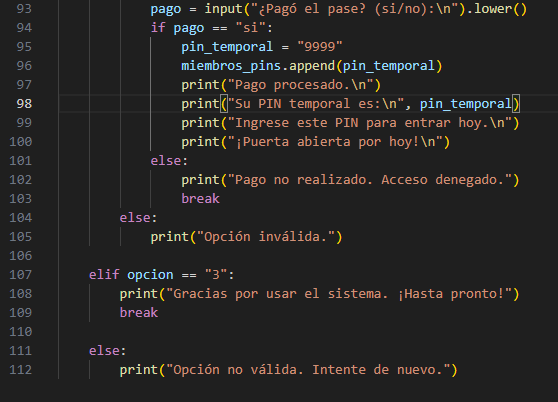 93 pago = input("¿Pagó el pase? (si/no):\n").lower()
94 if pago == "si":
95 pin_temporal = "9999"
96 miembros_pins.append(pin_temporal)
97 print("Pago procesado.\n")
98 print("Su PIN temporal es:\n", pin_temporal)
99 print("Ingrese este PIN para entrar hoy.\n")
100 print("¡Puerta abierta por hoy!\n")
101 else:
102 print("Pago no realizado. Acceso denegado.")
103 break
104 else:
105 print("Opción inválida.")
106
107 elif opcion == "3":
108 print("Gracias por usar el sistema. ¡Hasta pronto!")
109 break
110
111 else:
112 print("Opción no válida. Intente de nuevo.")